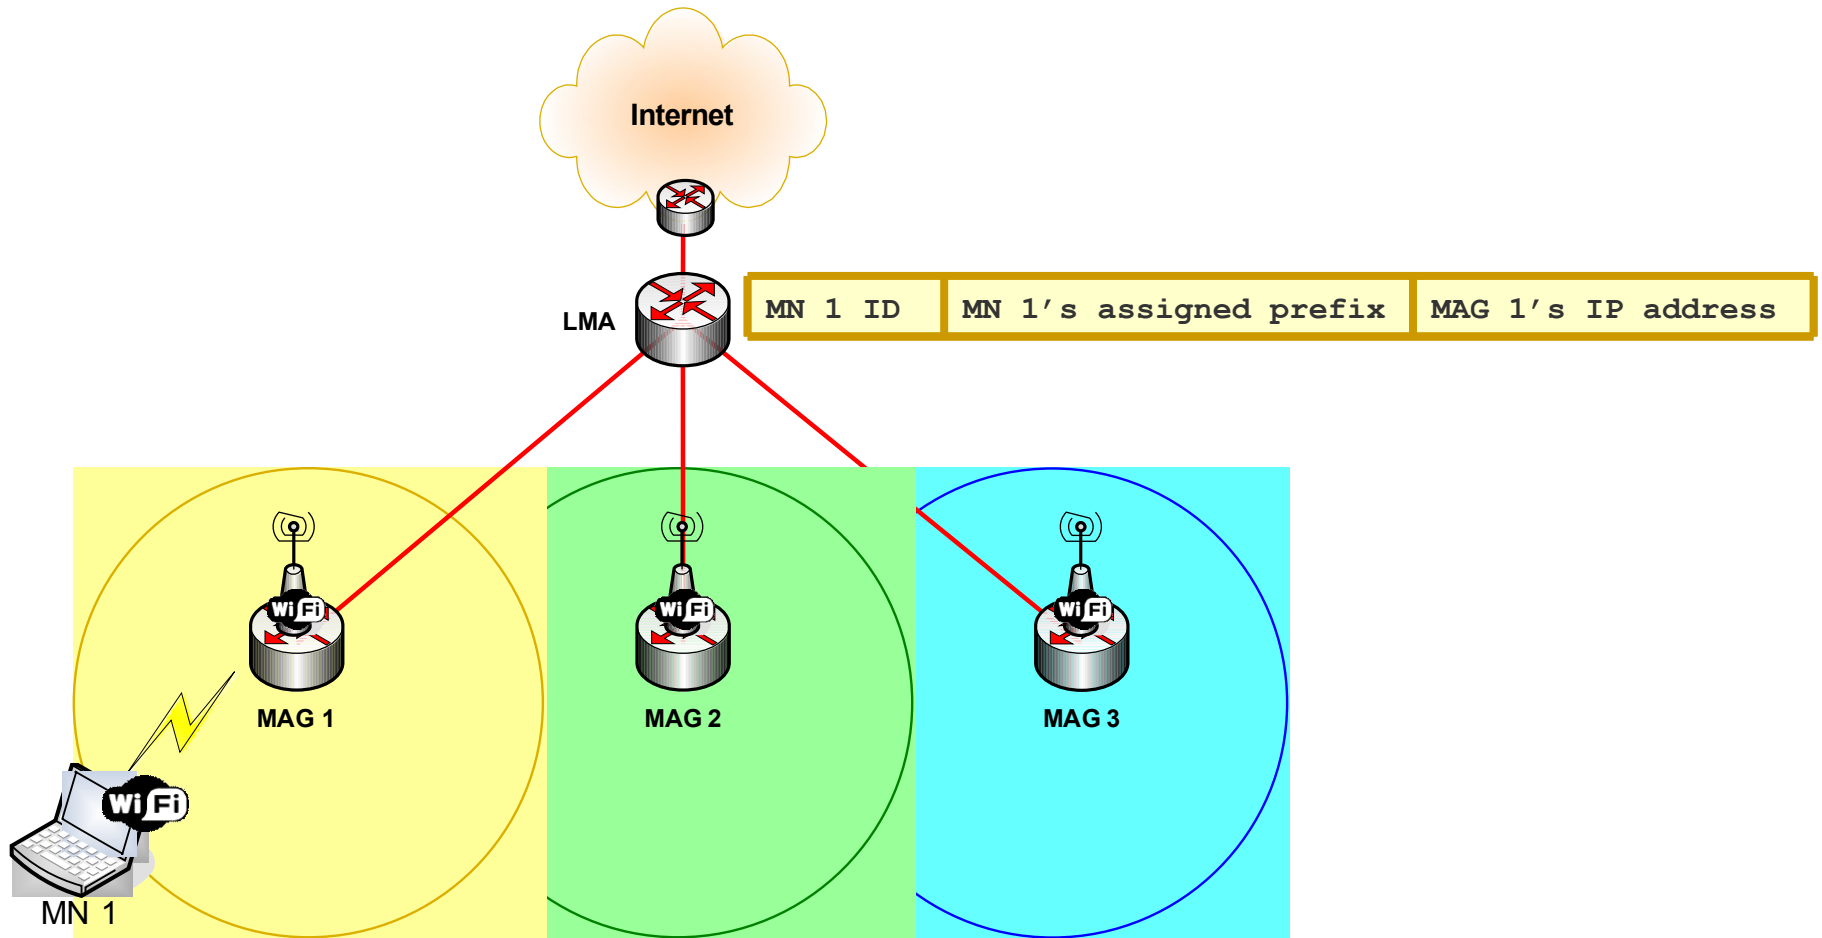 Internet
LMA
MN 1 ID
MN 1's assigned prefix
MAG 1's IP address
Wi Fi
Wi Fi
Wi Fi
MAG 1
MAG 2
MAG 3
Wi Fi
MN 1